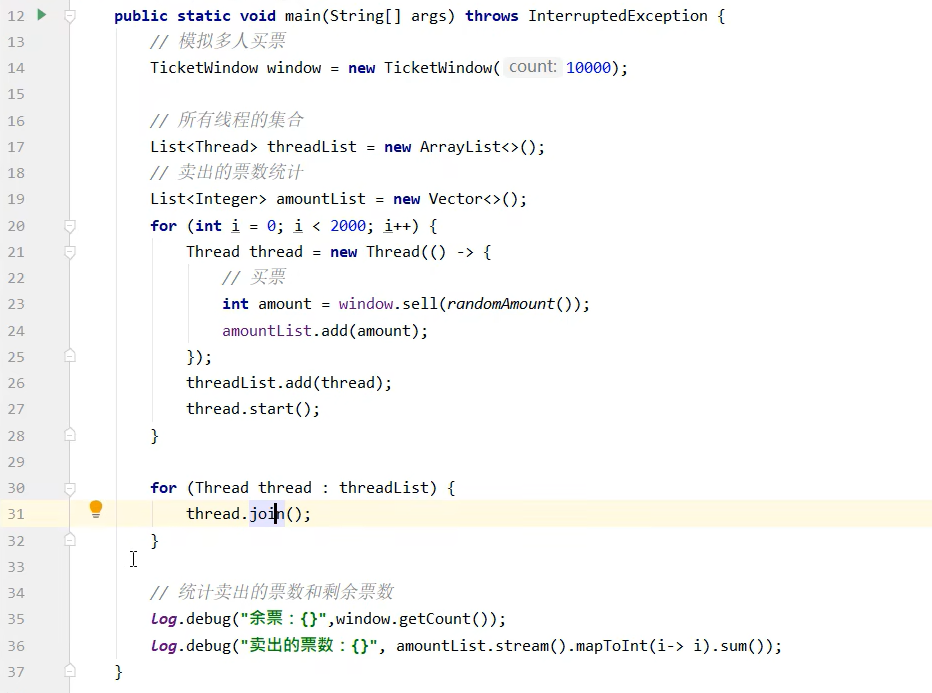 12 public static void main(String[] args) throws InterruptedException {
13 // 模拟多人买票
14 TicketWindow window = new TicketWindow( count: 10000);
15
16 // 所有线程的集合
17 List<Thread> threadList = new ArrayList<>();
18 // 卖出的票数统计
19 List<Integer> amountList = new Vector<>();
20 for (int i = 0; i < 2000; i++) {
21 Thread thread = new Thread(() -> {
22 // 买票
23 int amount = window.sell(randomAmount());
24 amountList.add(amount);
25 });
26 threadList.add(thread);
27 thread.start();
28 }
29
30 for (Thread thread : threadList) {
31 thread.join();
32 }
33
34 // 统计卖出的票数和剩余票数
35 log.debug("余票：{}",window.getCount());
36 log.debug("卖出的票数：{}", amountList.stream().mapToInt(i-> i).sum());
37 }